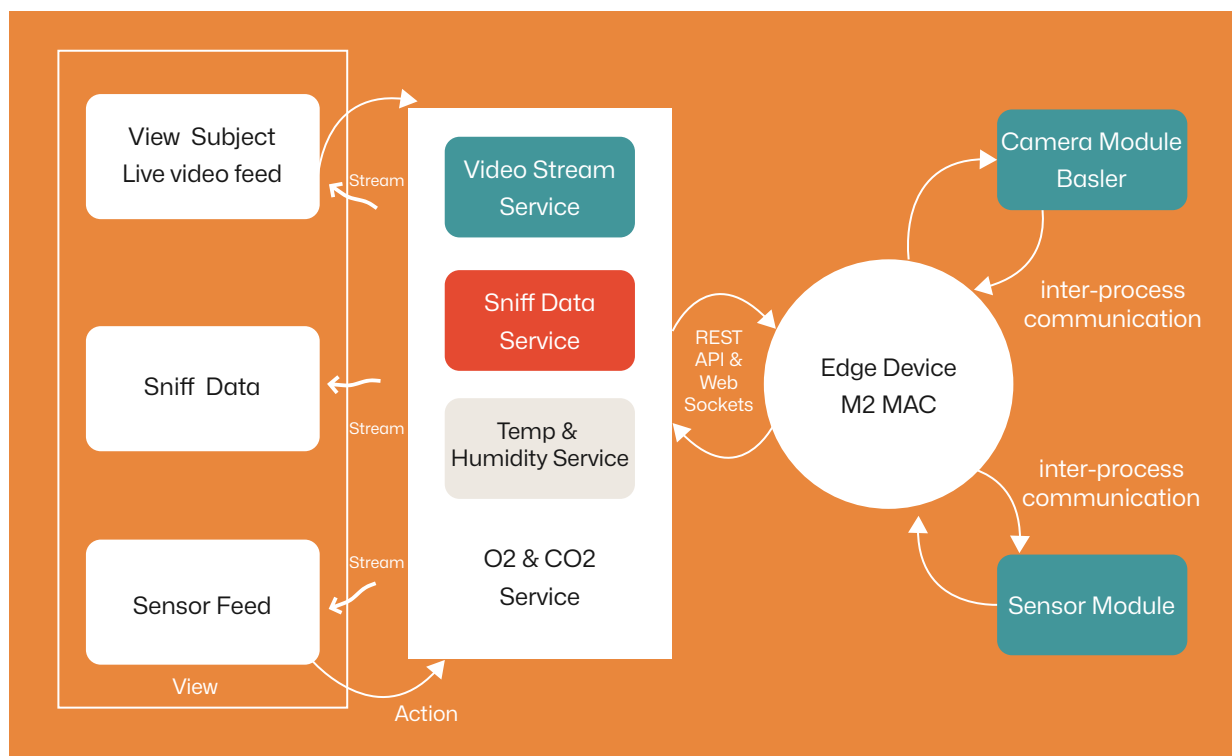 View Subject
Live video feed
Stream
Sniff Data
Stream
Stream
Sensor Feed
View
Action
Video Stream
Service
Sniff Data
Service
Temp &
Humidity Service
O2 & CO2
Service
REST
API &
Web
Sockets
Edge Device
M2 MAC
Camera Module
Basler
inter-process
communication
inter-process
communication
Sensor Module